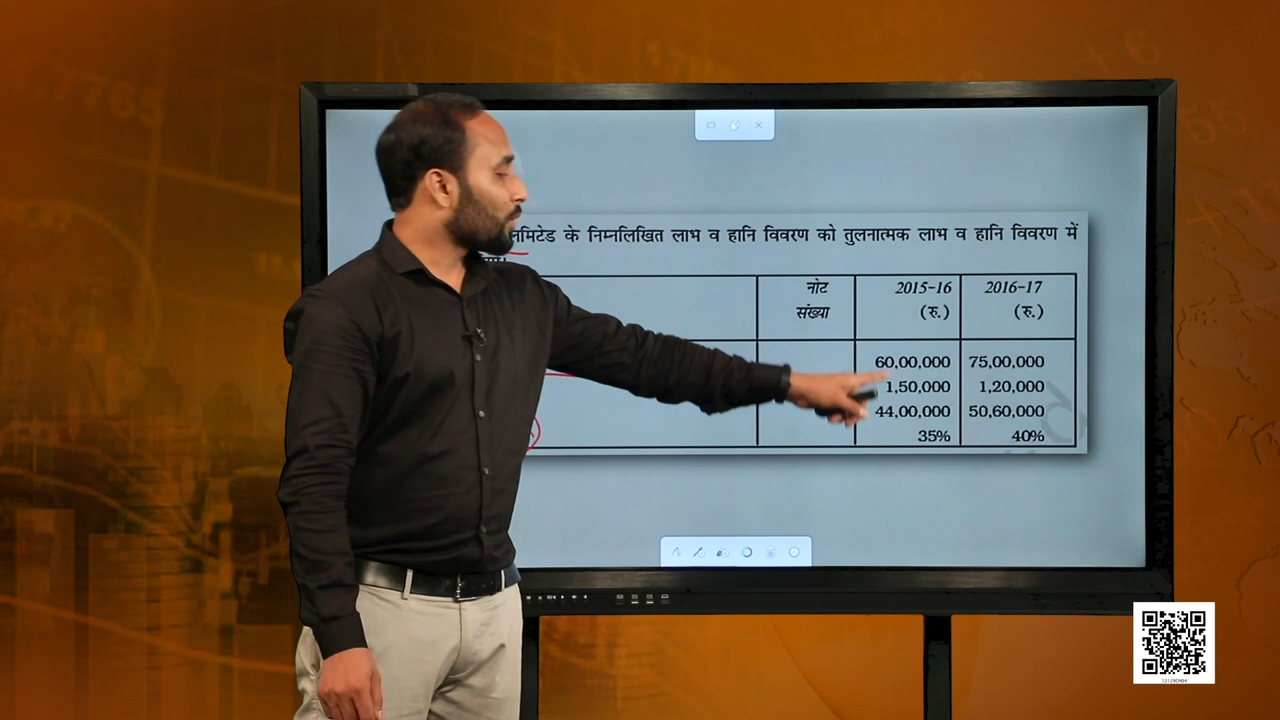 लिमिटेड के निम्नलिखित लाभ व हानि विवरण को तुलनात्मक लाभ व हानि विवरण में
नोट 2015-16 2016-17
संख्या (रु.) (रु.)
60,00,000 75,00,000
1,50,000 1,20,000
44,00,000 50,60,000
35% 40%
12129CH04